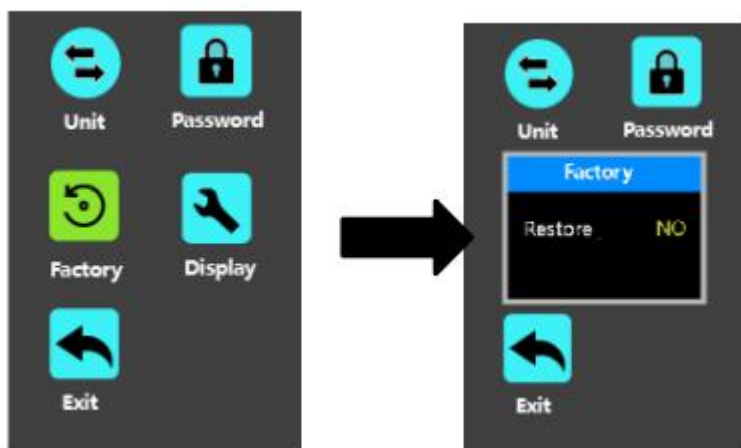 Unit
Password
Factory
Display
Exit
Unit
Password
Factory
Restore
NO
Exit